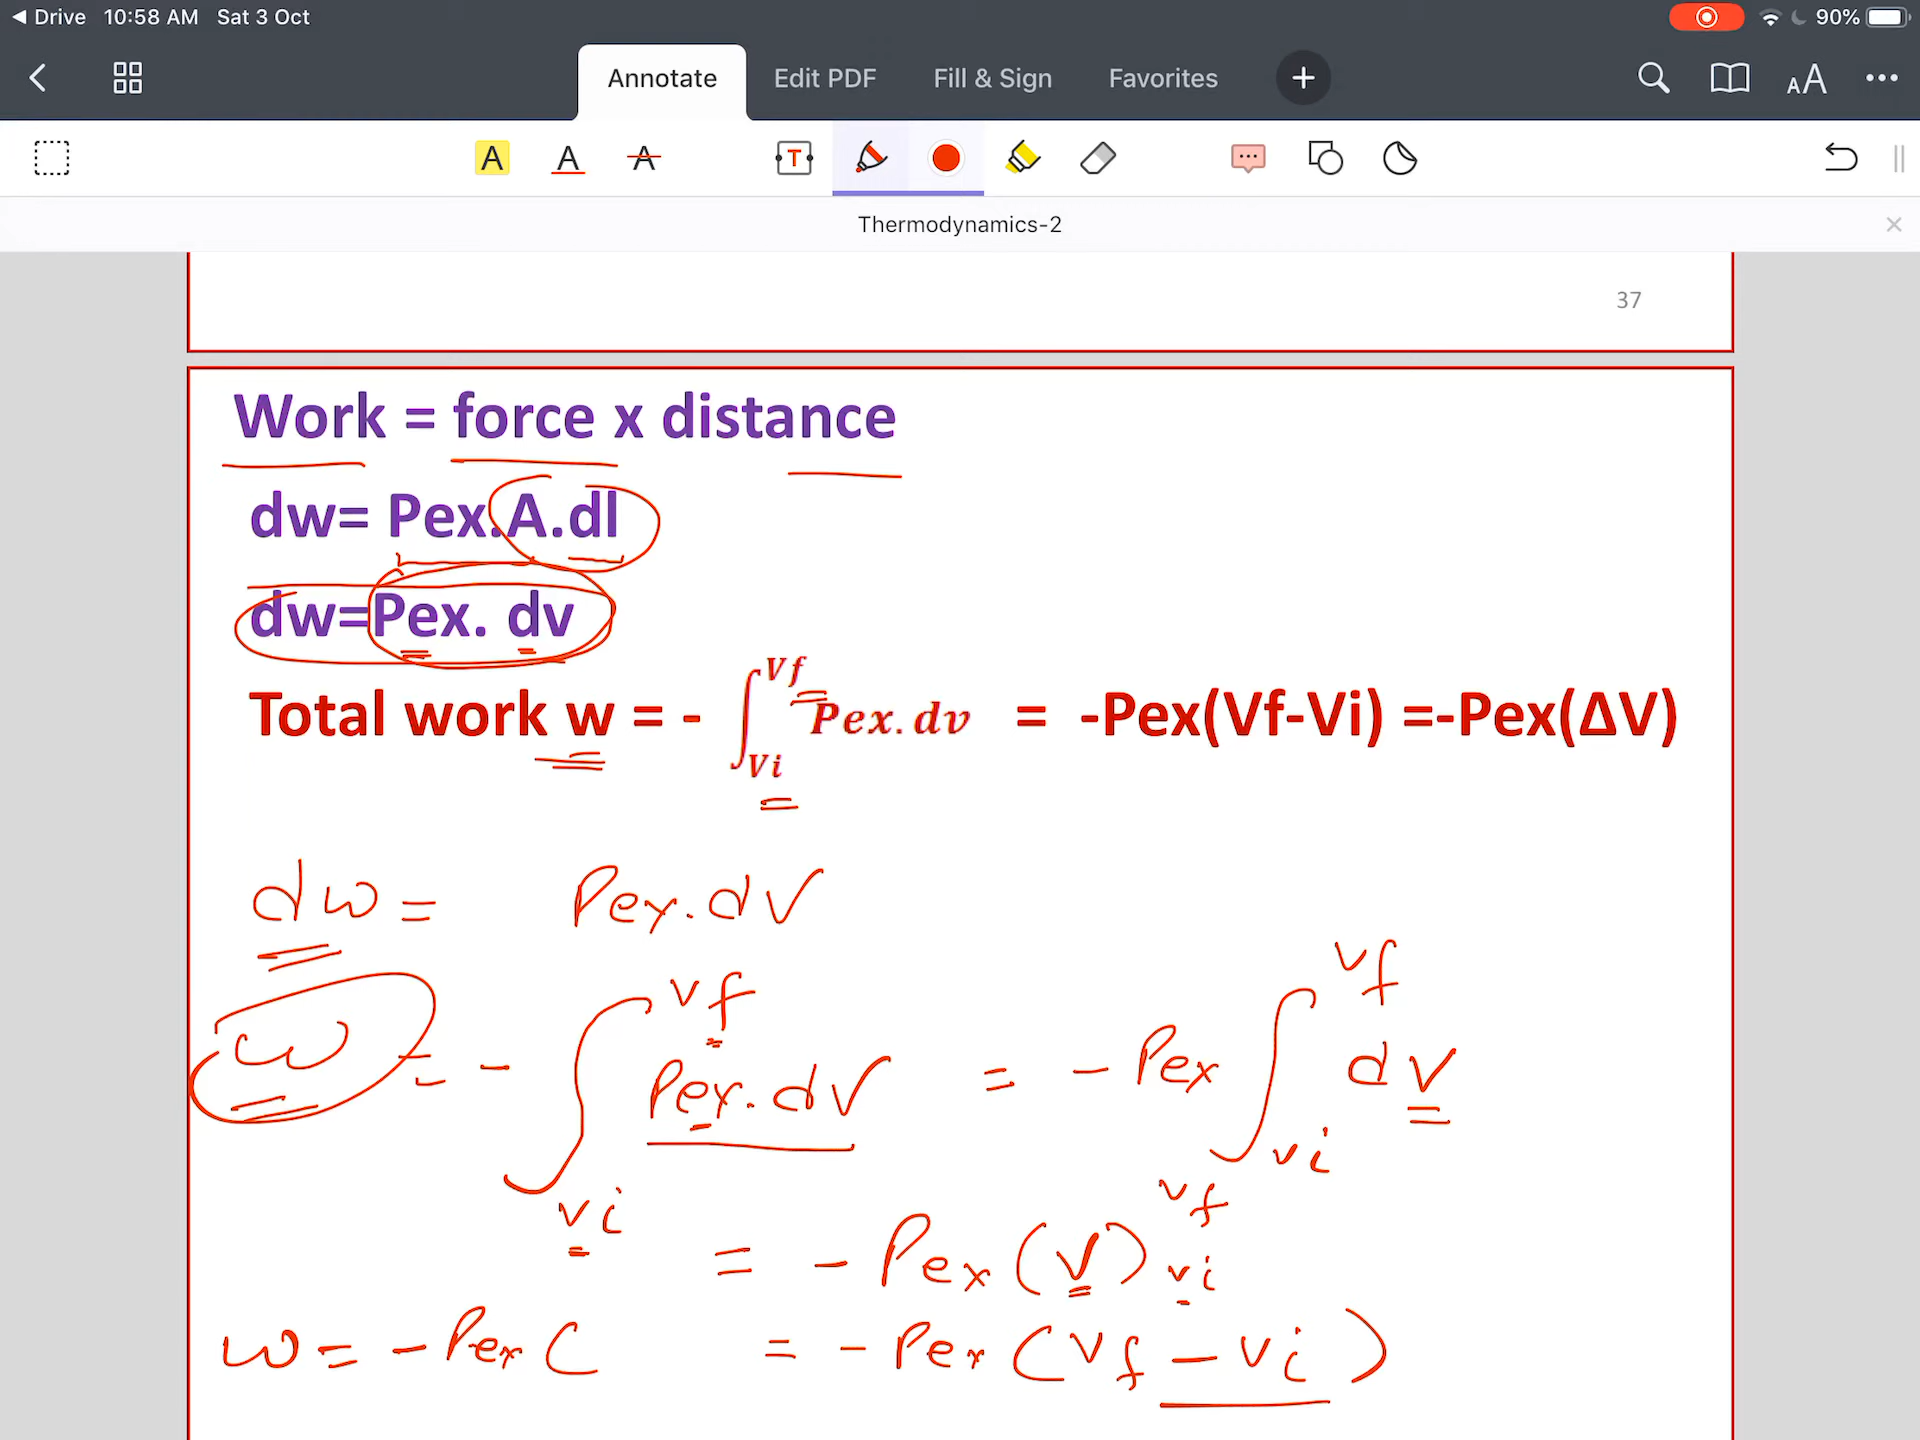 Drive 10:58 AM Sat 3 Oct 90%
Annotate Edit PDF Fill & Sign Favorites
A A A T AA
Thermodynamics-2
37
Work = force x distance
dw= Pex.A.dl
dw=Pex. dv
Total work w = - ∫ Vf Vi Pex. dv = -Pex(Vf-Vi) =-Pex(ΔV)
dw = Pex.dV
w = - ∫ vf vi Pex.dV = - Pex ∫ vf vi dv
= - Pex (v) vf vi
w = - Pex ( = - Pex (vf - vi)